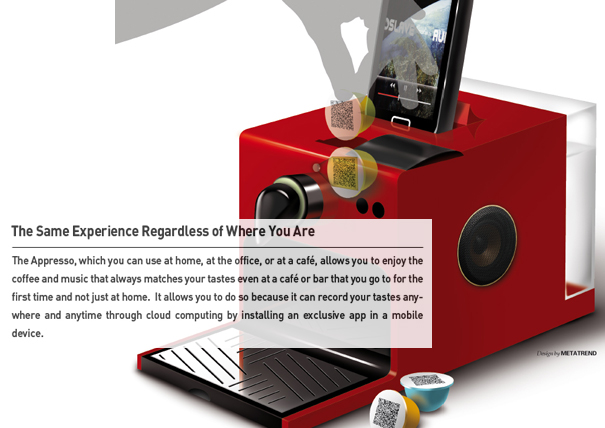 The Same Experience Regardless of Where You Are
The Appresso, which you can use at home, at the office, or at a café, allows you to enjoy the
coffee and music that always matches your tastes even at a café or bar that you go to for the
first time and not just at home. It allows you to do so because it can record your tastes any-
where and anytime through cloud computing by installing an exclusive app in a mobile
device.
Design by METATREND